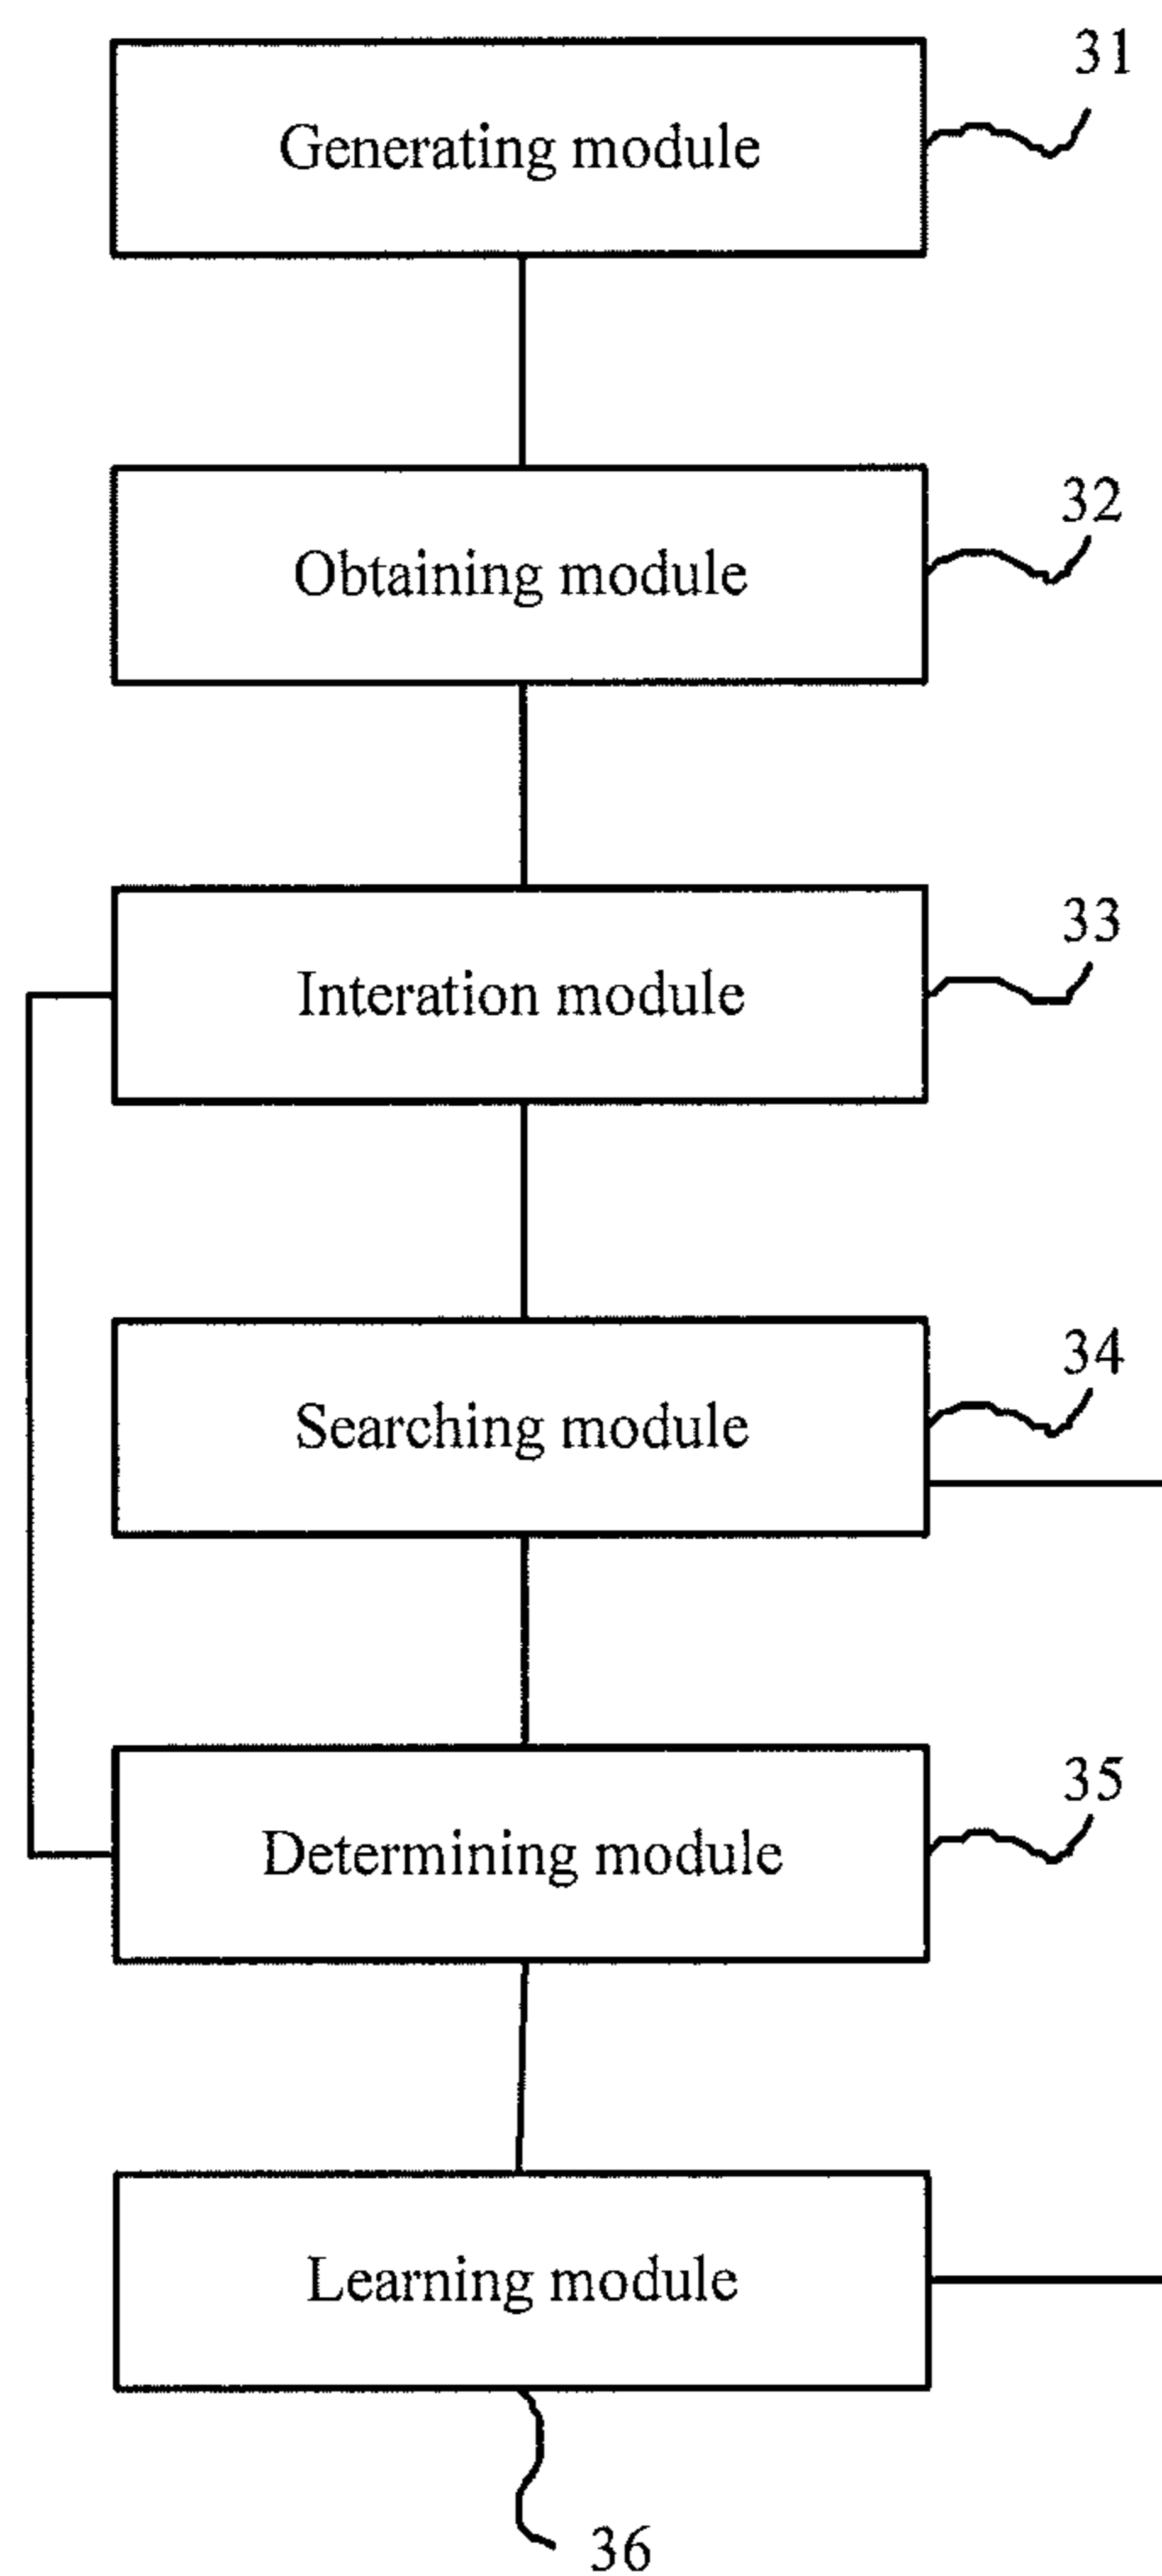 31
Generating module
32
Obtaining module
33
Interation module
34
Searching module
35
Determining module
Learning module
36